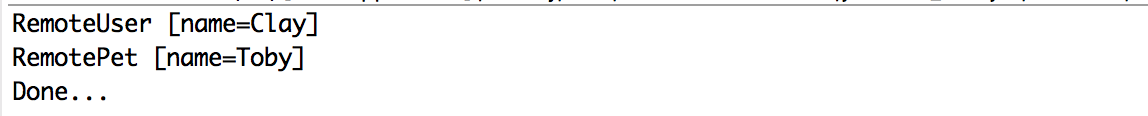 RemoteUser [name=Clay]
RemotePet [name=Toby]
Done...